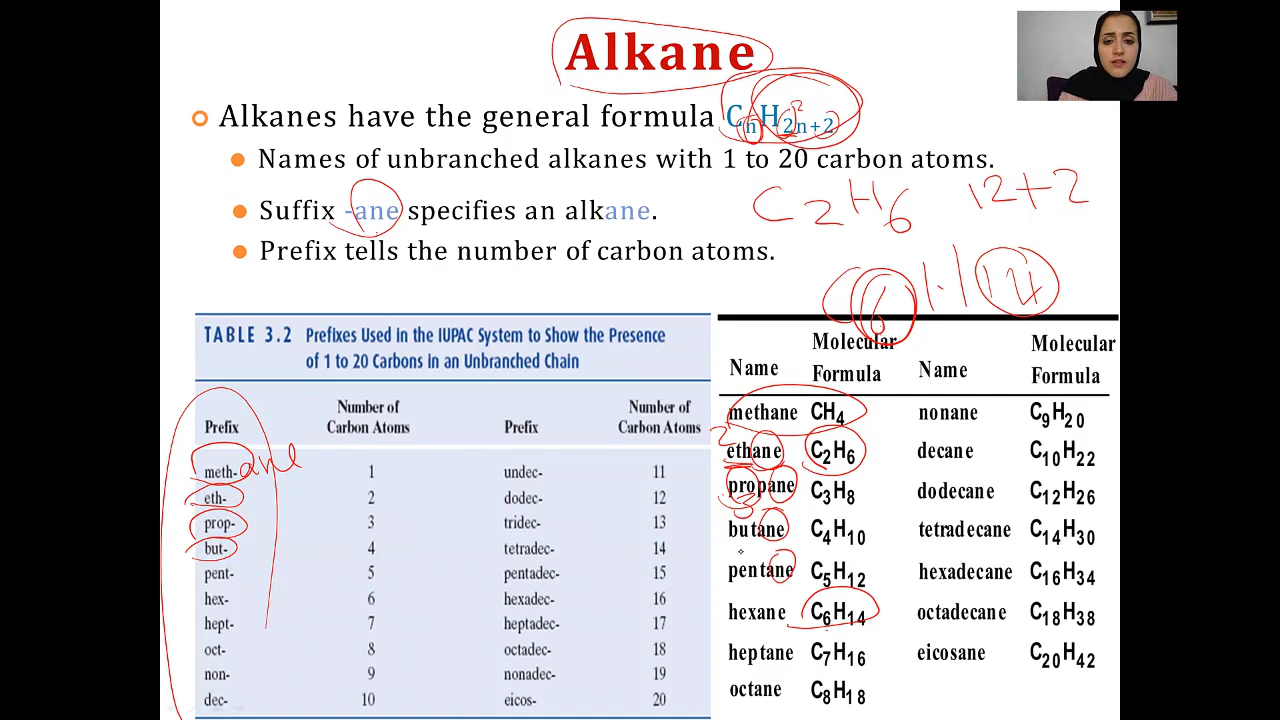 Alkane
Alkanes have the general formula CnH2n+2
2
Names of unbranched alkanes with 1 to 20 carbon atoms.
Suffix -ane specifies an alkane.
C2H6 12+2
Prefix tells the number of carbon atoms.
C6H14
TABLE 3.2 Prefixes Used in the IUPAC System to Show the Presence
of 1 to 20 Carbons in an Unbranched Chain
Prefix Number of Carbon Atoms Prefix Number of Carbon Atoms
meth- ane 1 undec- 11
eth- 2 dodec- 12
prop- 3 tridec- 13
but- 4 tetradec- 14
pent- 5 pentadec- 15
hex- 6 hexadec- 16
hept- 7 heptadec- 17
oct- 8 octadec- 18
non- 9 nonadec- 19
dec- 10 eicos- 20
Name Molecular Formula Name Molecular Formula
methane CH4 nonane C9H20
2
ethane C2H6 decane C10H22
propane C3H8 dodecane C12H26
3
butane C4H10 tetradecane C14H30
pentane C5H12 hexadecane C16H34
hexane C6H14 octadecane C18H38
heptane C7H16 eicosane C20H42
octane C8H18